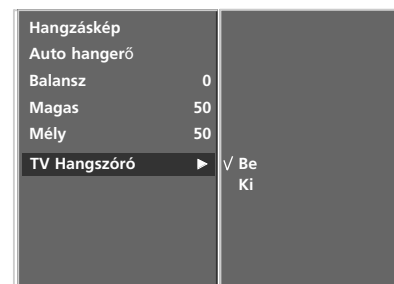 Hangzáskép
Auto hangerő
Balansz 0
Magas 50
Mély 50
TV Hangszóró ► √ Be
Ki